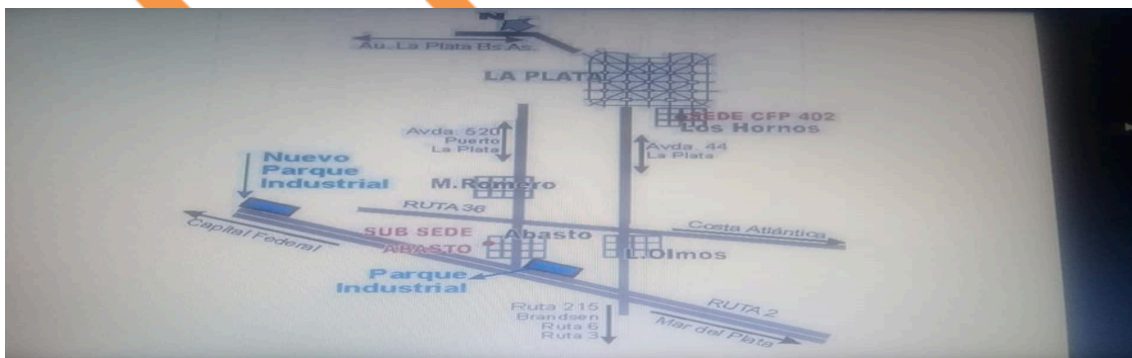 N
Au. La Plata Bs.As.
LA PLATA
SEDE CFP 402
Los Hornos
Avda. 520
Puerto
La Plata
Avda. 44
La Plata
Nuevo
Parque
Industrial
M.Romero
RUTA 36
Capital Federal
SUB SEDE
ABASTO
Abasto
Costa Atlántica
L.Olmos
Parque
Industrial
Ruta 215
Brandsen
Ruta 6
Ruta 3
RUTA 2
Mar del Plata